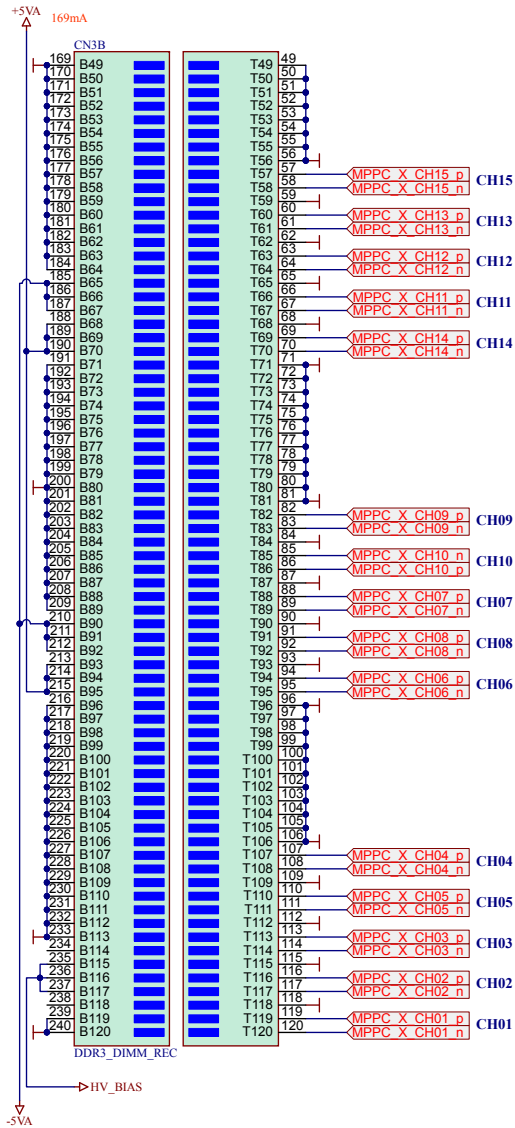 +5VA
169mA
CN3B
169 B49 T49 49
170 B50 T50 50
171 B51 T51 51
172 B52 T52 52
173 B53 T53 53
174 B54 T54 54
175 B55 T55 55
176 B56 T56 56
177 B57 T57 57 MPPC_X_CH15_p CH15
178 B58 T58 58 MPPC_X_CH15_n
179 B59 T59 59
180 B60 T60 60 MPPC_X_CH13_p CH13
181 B61 T61 61 MPPC_X_CH13_n
182 B62 T62 62
183 B63 T63 63 MPPC_X_CH12_p CH12
184 B64 T64 64 MPPC_X_CH12_n
185 B65 T65 65
186 B66 T66 66 MPPC_X_CH11_p CH11
187 B67 T67 67 MPPC_X_CH11_n
188 B68 T68 68
189 B69 T69 69 MPPC_X_CH14_p CH14
190 B70 T70 70 MPPC_X_CH14_n
191 B71 T71 71
192 B72 T72 72
193 B73 T73 73
194 B74 T74 74
195 B75 T75 75
196 B76 T76 76
197 B77 T77 77
198 B78 T78 78
199 B79 T79 79
200 B80 T80 80
201 B81 T81 81
202 B82 T82 82 MPPC_X_CH09_p CH09
203 B83 T83 83 MPPC_X_CH09_n
204 B84 T84 84
205 B85 T85 85 MPPC_X_CH10_n CH10
206 B86 T86 86 MPPC_X_CH10_p
207 B87 T87 87
208 B88 T88 88 MPPC_X_CH07_p CH07
209 B89 T89 89 MPPC_X_CH07_n
210 B90 T90 90
211 B91 T91 91 MPPC_X_CH08_p CH08
212 B92 T92 92 MPPC_X_CH08_n
213 B93 T93 93
214 B94 T94 94 MPPC_X_CH06_p CH06
215 B95 T95 95 MPPC_X_CH06_n
216 B96 T96 96
217 B97 T97 97
218 B98 T98 98
219 B99 T99 99
220 B100 T100 100
221 B101 T101 101
222 B102 T102 102
223 B103 T103 103
224 B104 T104 104
225 B105 T105 105
226 B106 T106 106
227 B107 T107 107 MPPC_X_CH04_p CH04
228 B108 T108 108 MPPC_X_CH04_n
229 B109 T109 109
230 B110 T110 110 MPPC_X_CH05_p CH05
231 B111 T111 111 MPPC_X_CH05_n
232 B112 T112 112
233 B113 T113 113 MPPC_X_CH03_p CH03
234 B114 T114 114 MPPC_X_CH03_n
235 B115 T115 115
236 B116 T116 116 MPPC_X_CH02_p CH02
237 B117 T117 117 MPPC_X_CH02_n
238 B118 T118 118
239 B119 T119 119 MPPC_X_CH01_p CH01
240 B120 T120 120 MPPC_X_CH01_n
DDR3_DIMM_REC
HV_BIAS
-5VA